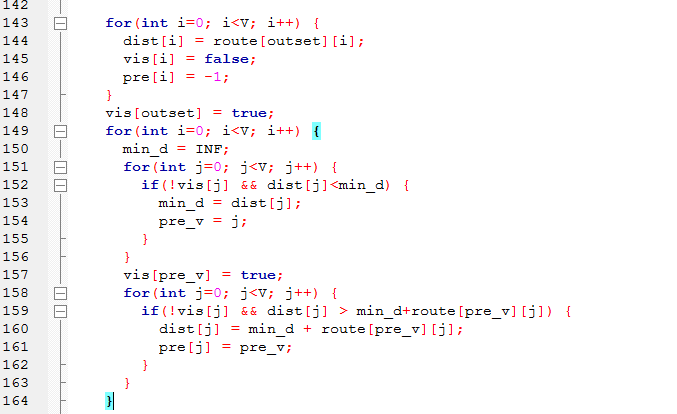 142
143 for(int i=0; i<V; i++) {
144 dist[i] = route[outset][i];
145 vis[i] = false;
146 pre[i] = -1;
147 }
148 vis[outset] = true;
149 for(int i=0; i<V; i++) {
150 min_d = INF;
151 for(int j=0; j<V; j++) {
152 if(!vis[j] && dist[j]<min_d) {
153 min_d = dist[j];
154 pre_v = j;
155 }
156 }
157 vis[pre_v] = true;
158 for(int j=0; j<V; j++) {
159 if(!vis[j] && dist[j] > min_d+route[pre_v][j]) {
160 dist[j] = min_d + route[pre_v][j];
161 pre[j] = pre_v;
162 }
163 }
164 }